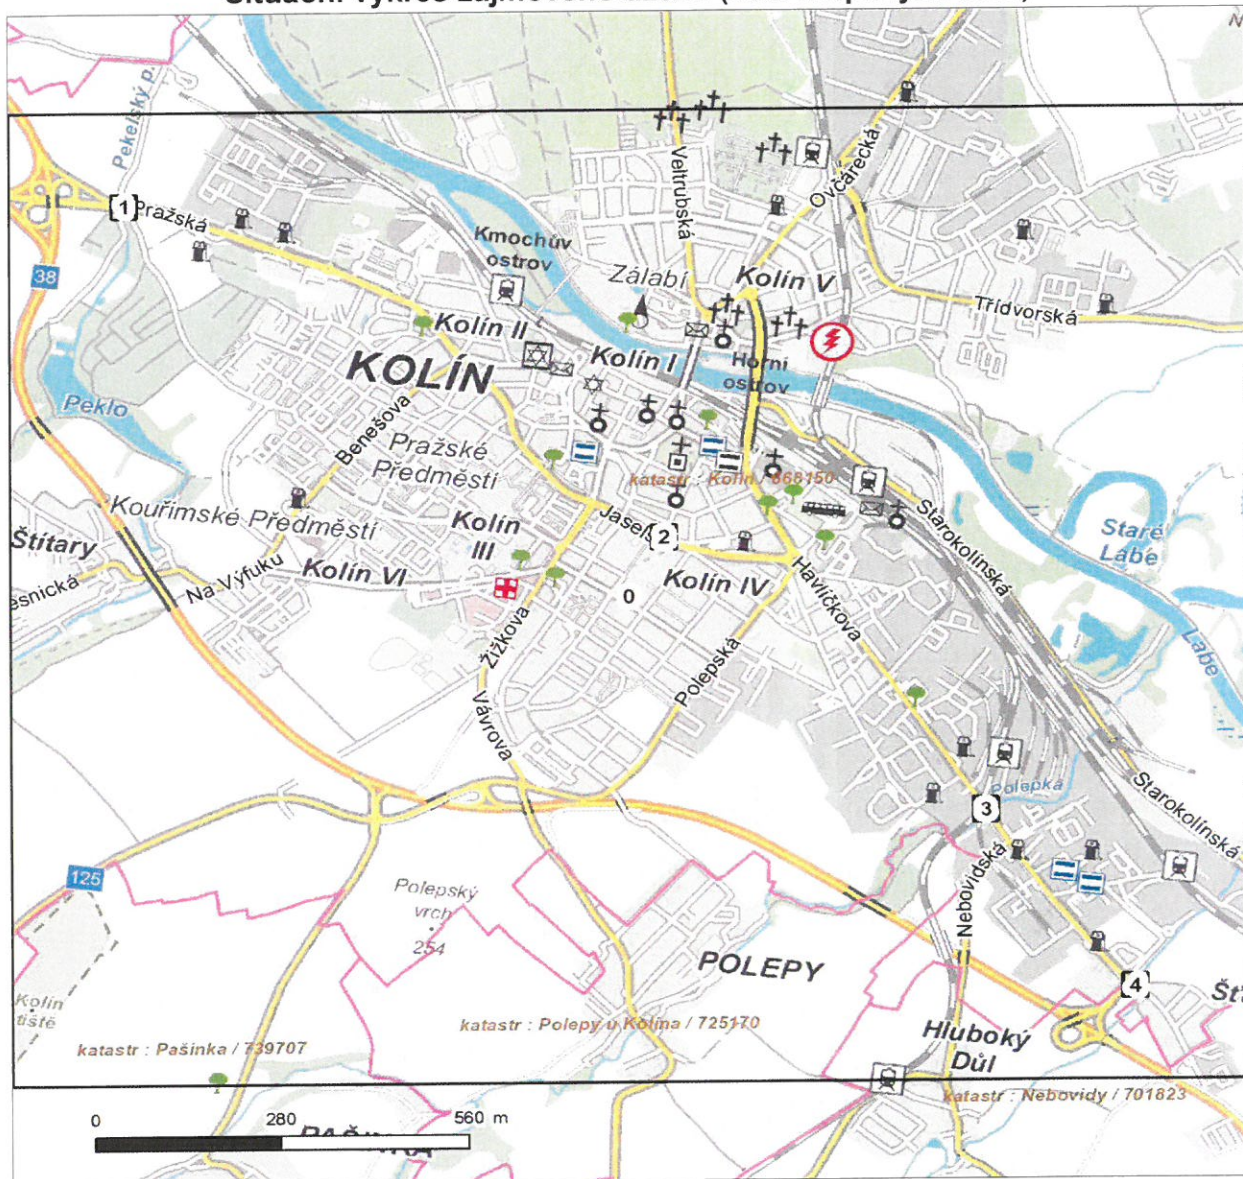 Pekelský p.
Veltrubská
Ovčárecká
1
Pražská
38
Kmochův
ostrov
Zálabí
Kolín V
Třídvorská
Kolín II
KOLÍN
Kolín I
Horní
ostrov
Peklo
Benešova
Pražské
Předměstí
katastr : Kolín / 668150
Kouřimské Předměstí
Štítary
Kolín
III
2
Starokolínská
Staré
Labe
Kolín VI
Na Výfuku
Kolín IV
0
Havlíčkova
Labe
Žižkova
Polepská
Vávrova
Polepka
3
Starokolínská
125
Polepský
vrch
254
Nebovidská
POLEPY
4
katastr : Polepy u Kolína / 725170
katastr : Pašinka / 739707
Hluboký
Důl
katastr : Nebovidy / 701823
0 280 560 m